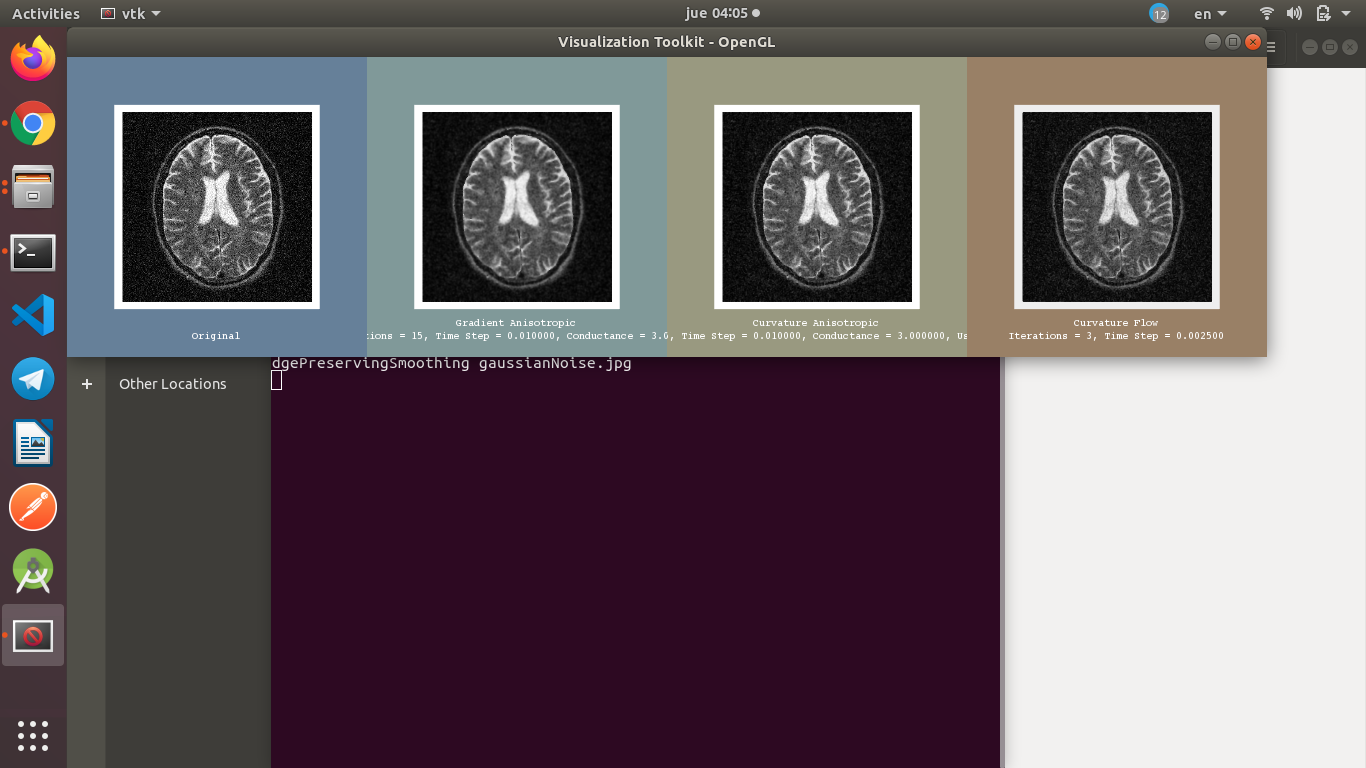 Activities vtk jue 04:05 12 en
Visualization Toolkit - OpenGL
Original
Gradient Anisotropic
tions = 15, Time Step = 0.010000, Conductance = 3.0
Curvature Anisotropic
0, Time Step = 0.010000, Conductance = 3.000000, Us
Curvature Flow
Iterations = 3, Time Step = 0.002500
dgePreservingSmoothing gaussianNoise.jpg
+ Other Locations